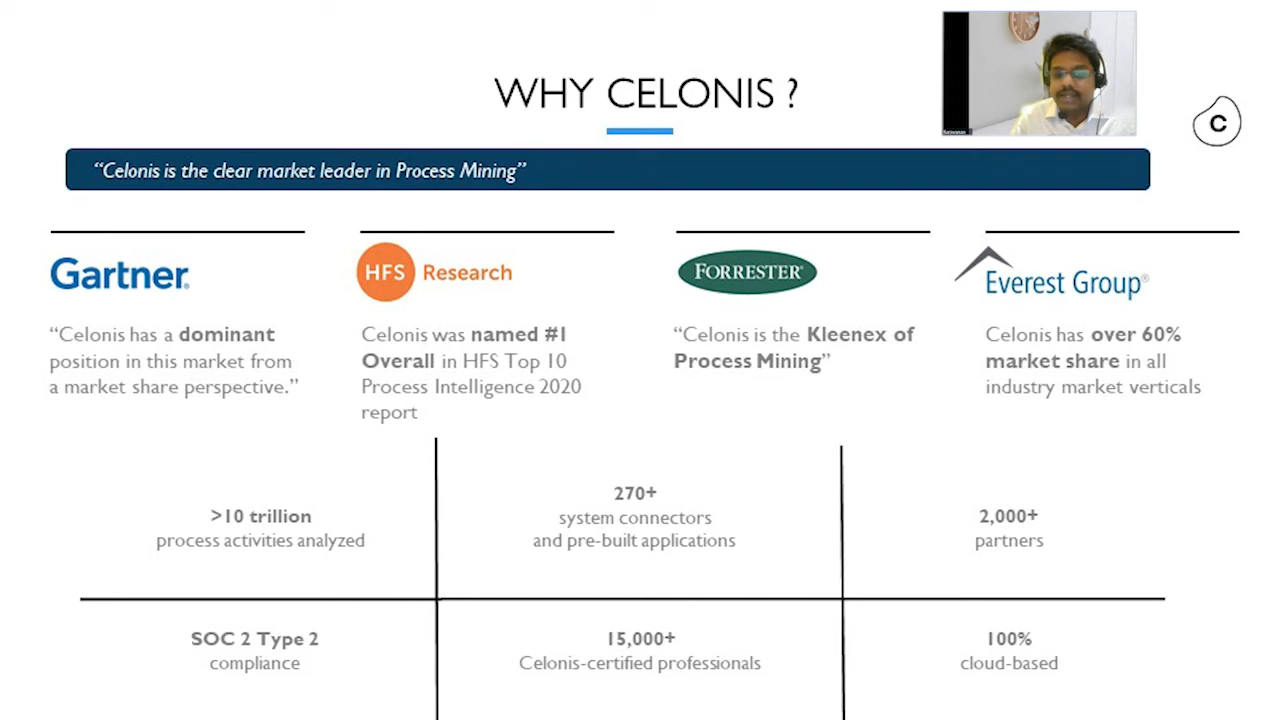 WHY CELONIS ?
C
“Celonis is the clear market leader in Process Mining”
Gartner®
HFS Research
FORRESTER®
Everest Group®
“Celonis has a dominant
position in this market from
a market share perspective.”
Celonis was named #1
Overall in HFS Top 10
Process Intelligence 2020
report
“Celonis is the Kleenex of
Process Mining”
Celonis has over 60%
market share in all
industry market verticals
>10 trillion
process activities analyzed
270+
system connectors
and pre-built applications
2,000+
partners
SOC 2 Type 2
compliance
15,000+
Celonis-certified professionals
100%
cloud-based